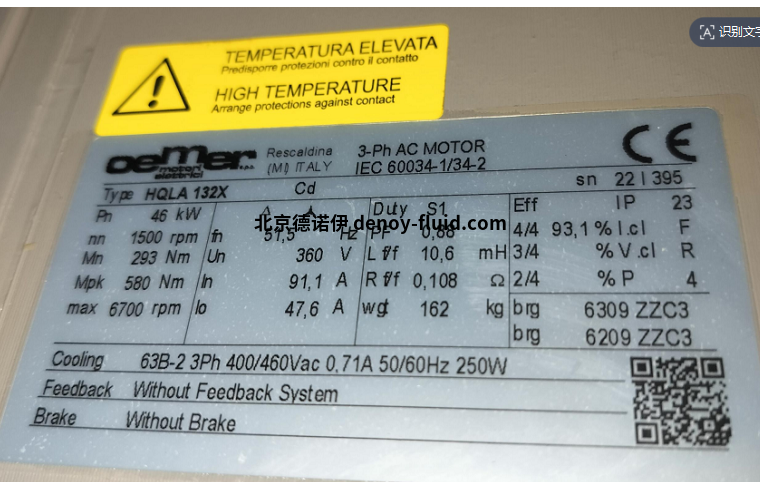 识别文字
TEMPERATURA ELEVATA
Predisporre protezioni contro il contatto
HIGH TEMPERATURE
Arrange protections against contact
oemer s.p.a.
motori elettrici
Rescaldina
(MI) ITALY
3-Ph AC MOTOR
IEC 60034-1/34-2
CE
Type HQLA 132X Cd sn 22 I 395
Pn 46 kW Δ Duty S1 Eff IP 23
北京德诺伊 denoy-fluid.com
nn 1500 rpm fn 51,5 Hz PF 0,88 4/4 93,1 % I.cl F
Mn 293 Nm Un 360 V L f/f 10,6 mH 3/4 % V.cl R
Mpk 580 Nm In 91,1 A R f/f 0,108 Ω 2/4 % P 4
max 6700 rpm Io 47,6 A wgt 162 kg brg 6309 ZZC3
brg 6209 ZZC3
Cooling 63B-2 3Ph 400/460Vac 0,71A 50/60Hz 250W
Feedback Without Feedback System
Brake Without Brake